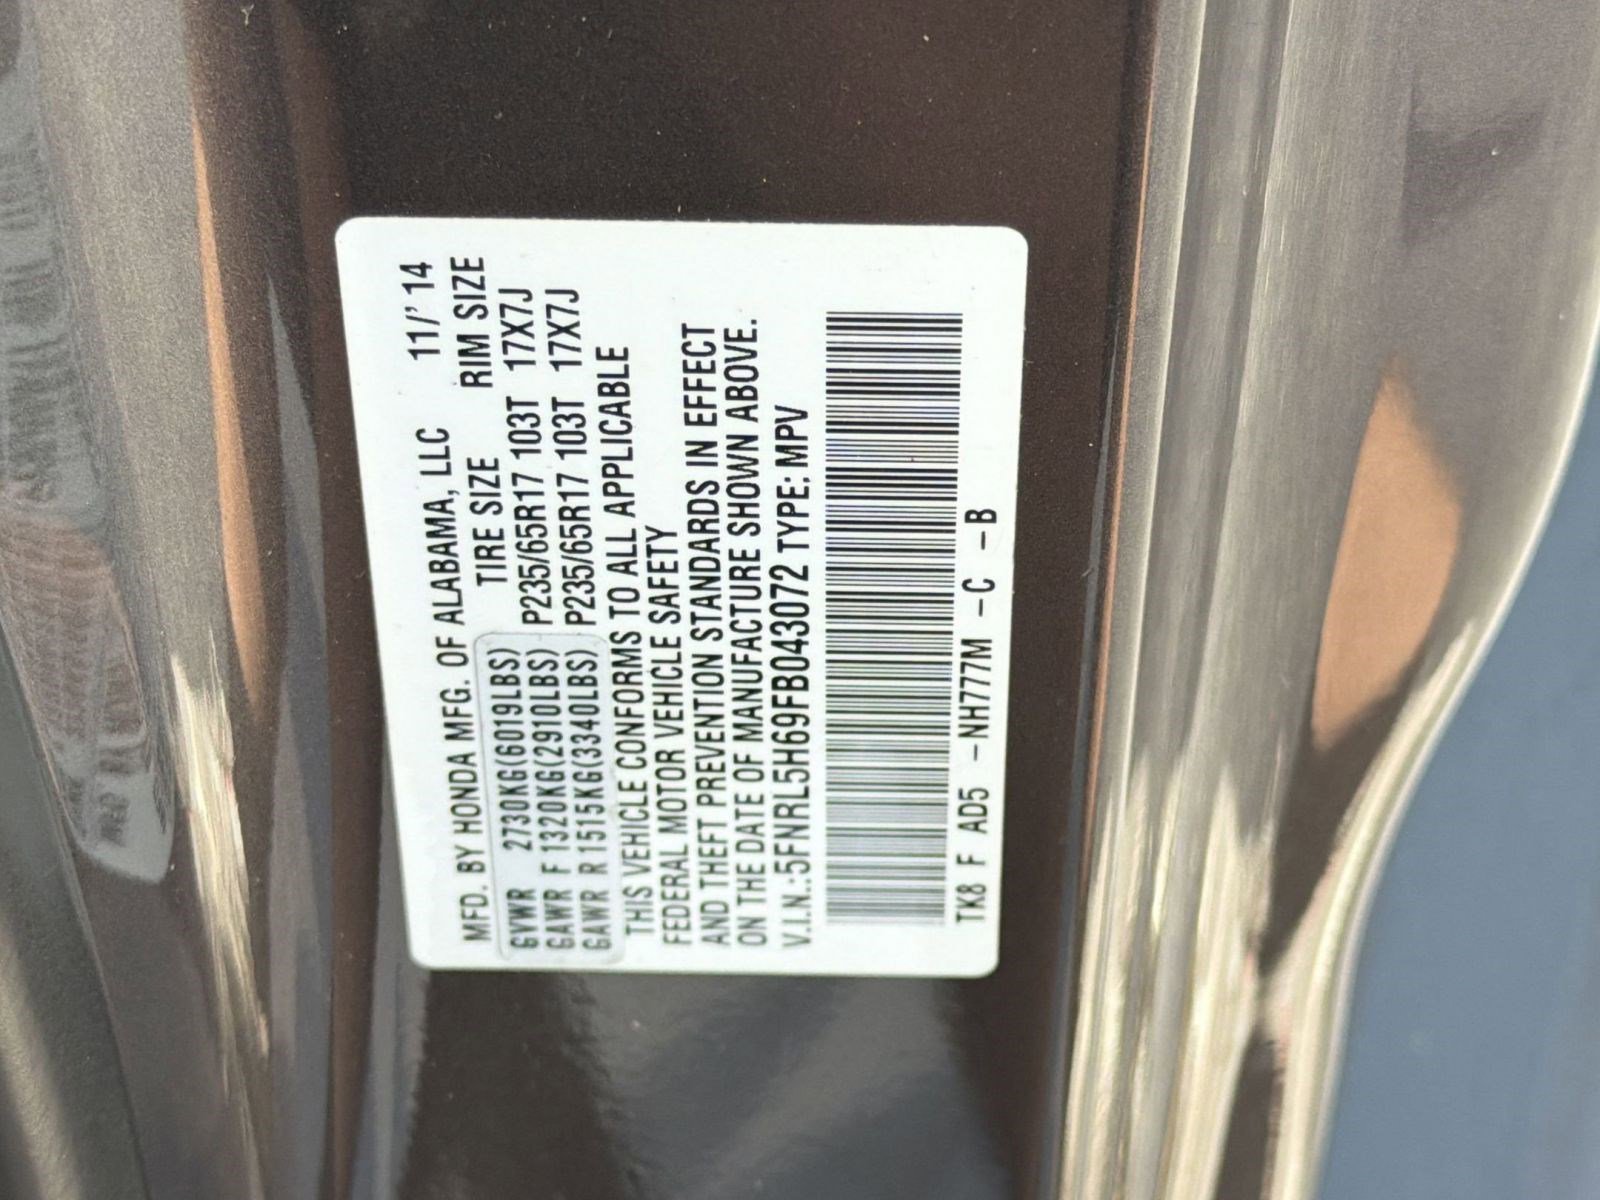 MFD. BY HONDA MFG. OF ALABAMA, LLC 11/' 14
TIRE SIZE RIM SIZE
GVWR 2730KG(6019LBS)
GAWR F 1320KG(2910LBS) P235/65R17 103T 17X7J
GAWR R 1515KG(3340LBS) P235/65R17 103T 17X7J
THIS VEHICLE CONFORMS TO ALL APPLICABLE
FEDERAL MOTOR VEHICLE SAFETY
AND THEFT PREVENTION STANDARDS IN EFFECT
ON THE DATE OF MANUFACTURE SHOWN ABOVE.
V.I.N.:5FNRL5H69FB043072 TYPE: MPV
TK8 F AD5 -NH777M -C -B